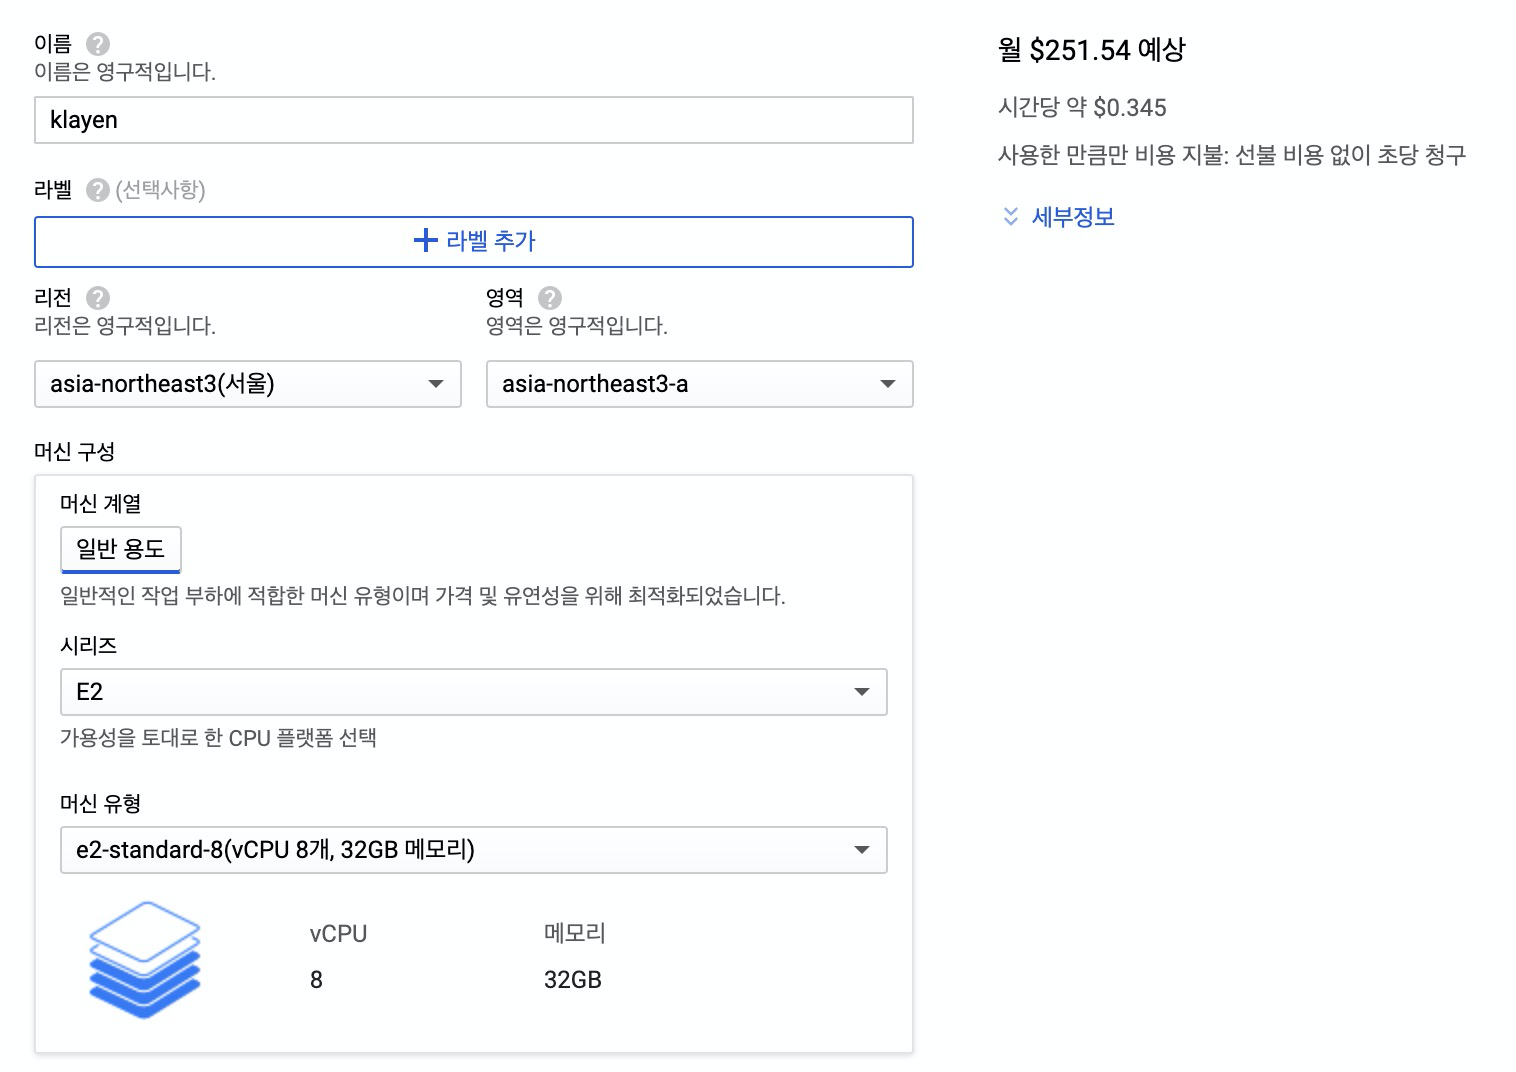 이름
이름은 영구적입니다.
klayen
라벨 (선택사항)
라벨 추가
리전
리전은 영구적입니다.
asia-northeast3(서울)
영역
영역은 영구적입니다.
asia-northeast3-a
머신 구성
머신 계열
일반 용도
일반적인 작업 부하에 적합한 머신 유형이며 가격 및 유연성을 위해 최적화되었습니다.
시리즈
E2
가용성을 토대로 한 CPU 플랫폼 선택
머신 유형
e2-standard-8(vCPU 8개, 32GB 메모리)
vCPU
8
메모리
32GB
월 $251.54 예상
시간당 약 $0.345
사용한 만큼만 비용 지불: 선불 비용 없이 초당 청구
세부정보